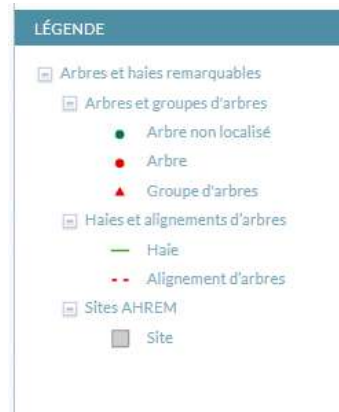 LÉGENDE
Arbres et haies remarquables
Arbres et groupes d'arbres
Arbre non localisé
Arbre
Groupe d'arbres
Haies et alignements d'arbres
Haie
Alignement d'arbres
Sites AHREM
Site